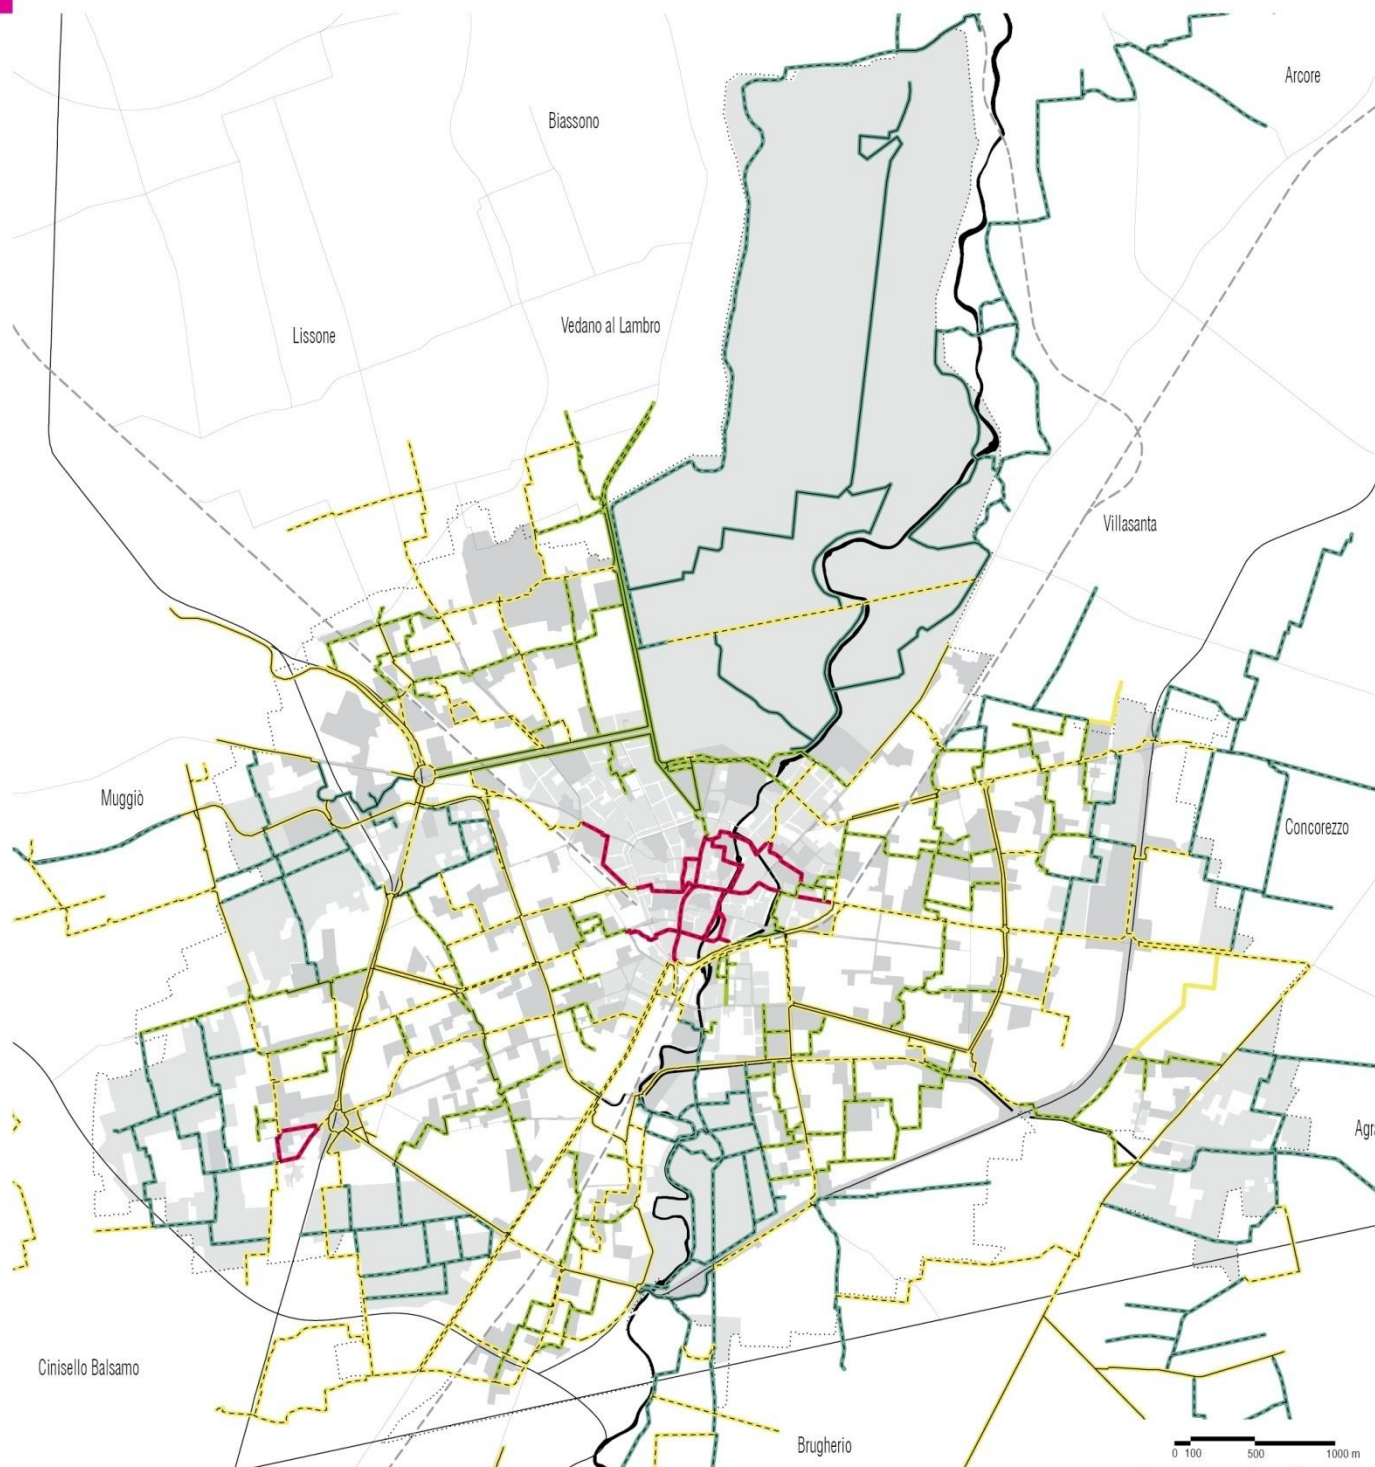 Arcore
Biassono
Vedano al Lambro
Lissone
Villasanta
Muggiò
Concorezzo
Agra
Cinisello Balsamo
Brugherio
0 100 500 1000 m